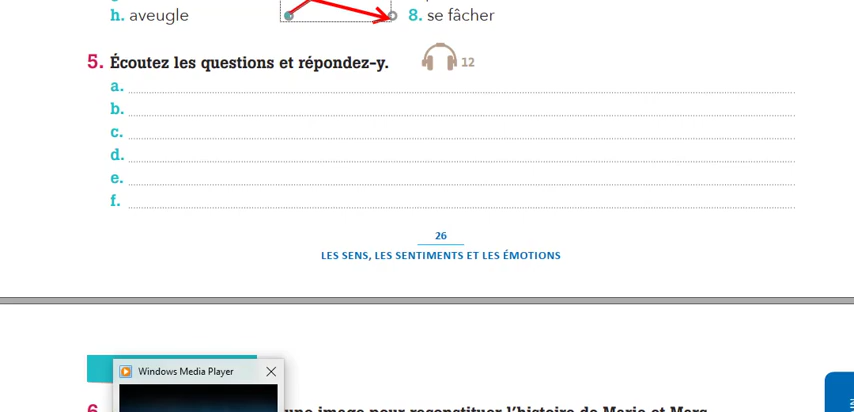 h. aveugle 8. se fâcher
5. Écoutez les questions et répondez-y. 12
a.
b.
c.
d.
e.
f.
26
LES SENS, LES SENTIMENTS ET LES ÉMOTIONS
Windows Media Player
une image pour reconstituer l'histoire de Marie et Marc